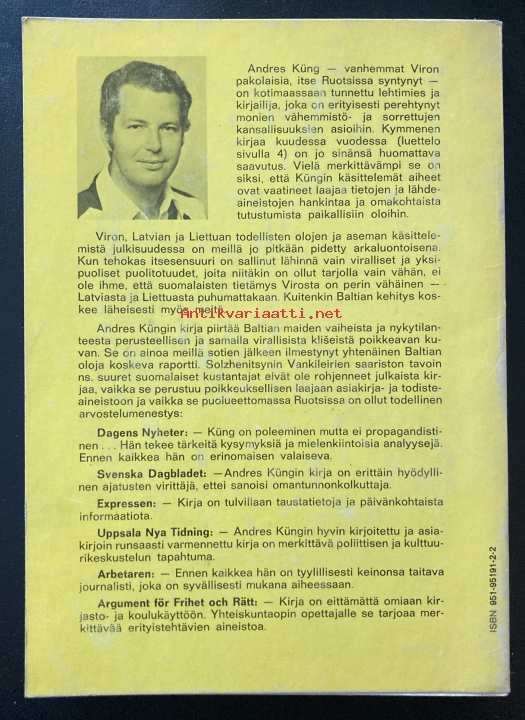 Andres Küng — vanhemmat Viron
pakolaisia, itse Ruotsissa syntynyt —
on kotimaassaan tunnettu lehtimies ja
kirjailija, joka on erityisesti perehtynyt
monien vähemmistö- ja sorrettujen
kansallisuuksien asioihin. Kymmenen
kirjaa kuudessa vuodessa (luettelo
sivulla 4) on jo sinänsä huomattava
saavutus. Vielä merkittävämpi se on
siksi, että Küngin käsittelemät aiheet
ovat vaatineet laajaa tietojen ja lähde-
aineistojen hankintaa ja omakohtaista
tutustumista paikallisiin oloihin.
Viron, Latvian ja Liettuan todellisten olojen ja aseman käsittele-
mistä julkisuudessa on meillä jo pitkään pidetty arkaluontoisena.
Kun tehokas itsesensuuri on sallinut lähinnä vain viralliset ja yksi-
puoliset puolitotuudet, joita niitäkin on ollut tarjolla vain vähän, ei
ole ihme, että suomalaisten tietämys Virosta on perin vähäinen —
Latviasta ja Liettuasta puhumattakaan. Kuitenkin Baltian kehitys kos-
kee läheisesti myös meitä.
Antikvariaatti.net
Andres Küngin kirja piirtää Baltian maiden vaiheista ja nykytilan-
teesta perusteellisen ja samalla virallisista kliseistä poikkeavan ku-
van. Se on ainoa meillä sotien jälkeen ilmestynyt yhtenäinen Baltian
oloja koskeva raportti. Solzhenitsynin Vankileirien saariston tavoin
ns. suuret suomalaiset kustantajat eivät ole rohjenneet julkaista kir-
jaa, vaikka se perustuu poikkeuksellisen laajaan asiakirja- ja todiste-
aineistoon ja vaikka se puolueettomassa Ruotsissa on ollut todellinen
arvostelumenestys:
Dagens Nyheter: — Küng on poleeminen mutta ei propagandisti-
nen . . . Hän tekee tärkeitä kysymyksiä ja mielenkiintoisia analyysejä.
Ennen kaikkea hän on erinomaisen valaiseva.
Svenska Dagbladet: —Andres Küngin kirja on erittäin hyödylli-
nen ajatusten virittäjä, ettei sanoisi omantunnonkolkuttaja.
Expressen: — Kirja on tulvillaan taustatietoja ja päivänkohtaista
informaatiota.
Uppsala Nya Tidning: — Andres Küngin hyvin kirjoitettu ja asia-
kirjoin runsaasti varmennettu kirja on merkittävä poliittisen ja kulttuu-
rikeskustelun tapahtuma.
Arbetaren: — Ennen kaikkea hän on tyylillisesti keinonsa taitava
journalisti, joka on syvällisesti mukana aiheessaan.
Argument för Frihet och Rätt: — Kirja on eittämättä omiaan kir-
jasto- ja koulukäyttöön. Yhteiskuntaopin opettajalle se tarjoaa mer-
kittävää erityistehtävien aineistoa.
ISBN 951-95191-2-2